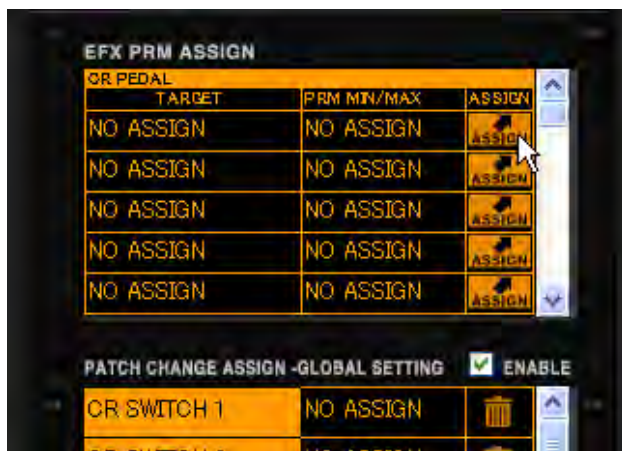 EFX PRM ASSIGN
CR PEDAL
TARGET PRM MIN/MAX ASSIGN
NO ASSIGN NO ASSIGN ASSIGN
NO ASSIGN NO ASSIGN ASSIGN
NO ASSIGN NO ASSIGN ASSIGN
NO ASSIGN NO ASSIGN ASSIGN
NO ASSIGN NO ASSIGN ASSIGN
PATCH CHANGE ASSIGN -GLOBAL SETTING ENABLE
CR SWITCH 1 NO ASSIGN